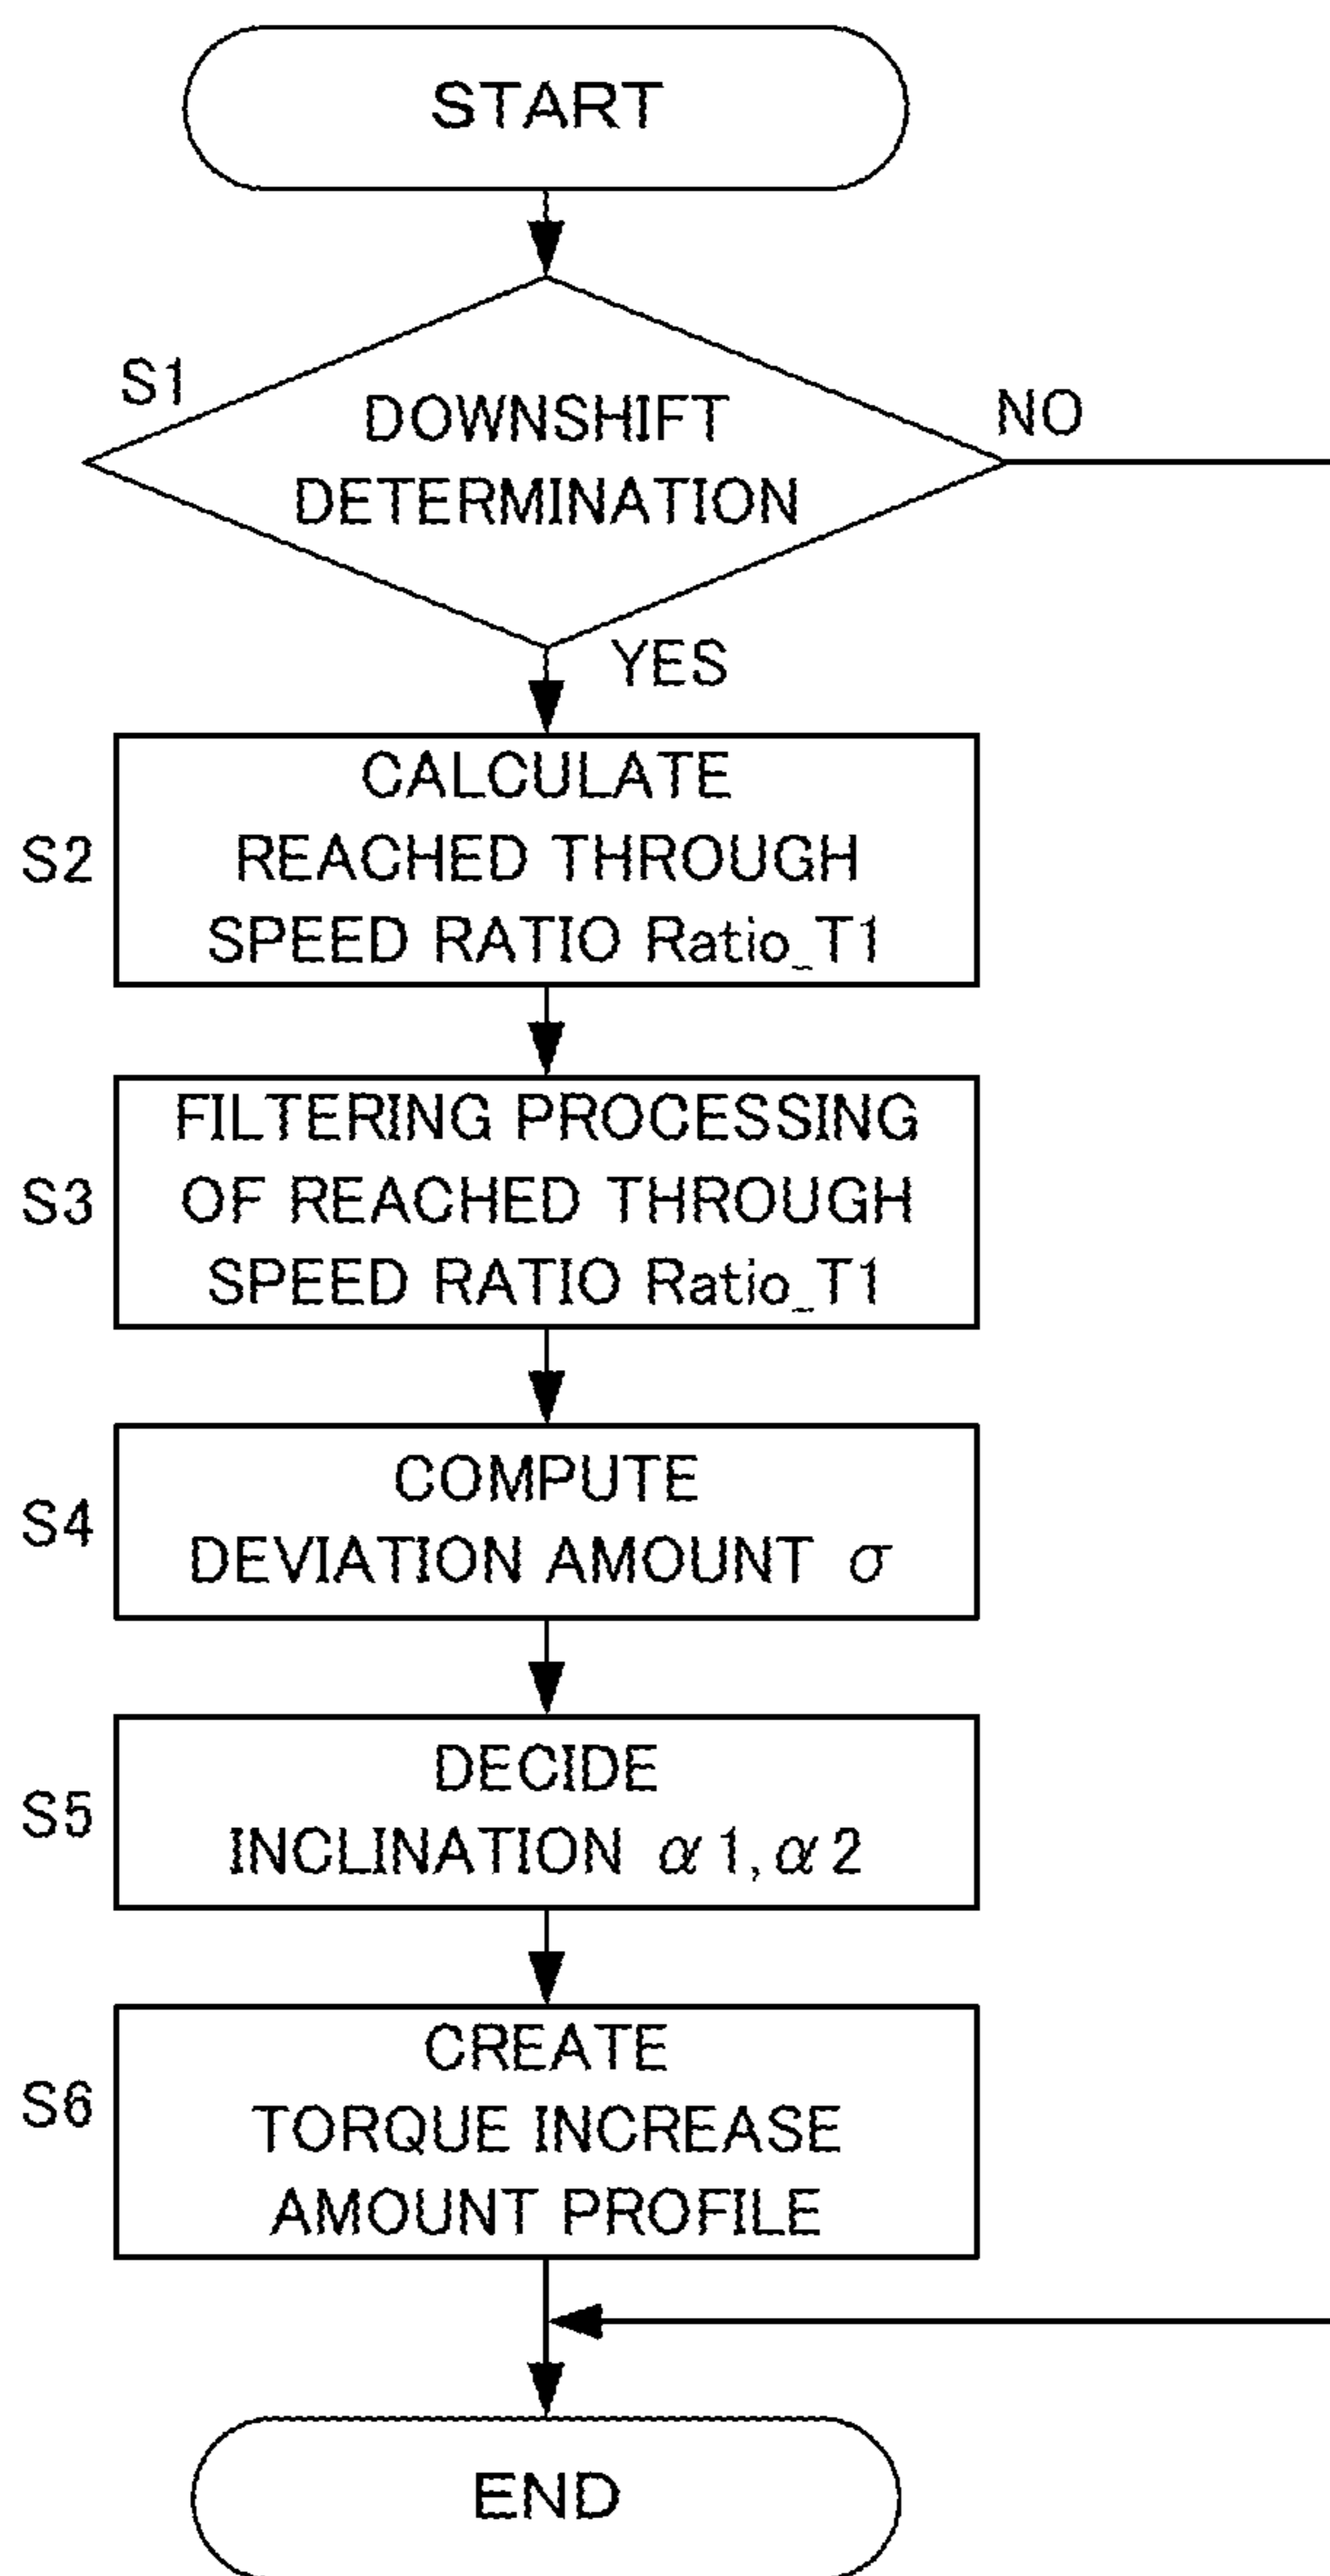 START
S1
DOWNSHIFT
DETERMINATION
NO
YES
S2
CALCULATE
REACHED THROUGH
SPEED RATIO Ratio_T1
S3
FILTERING PROCESSING
OF REACHED THROUGH
SPEED RATIO Ratio_T1
S4
COMPUTE
DEVIATION AMOUNT σ
S5
DECIDE
INCLINATION α1,α2
S6
CREATE
TORQUE INCREASE
AMOUNT PROFILE
END